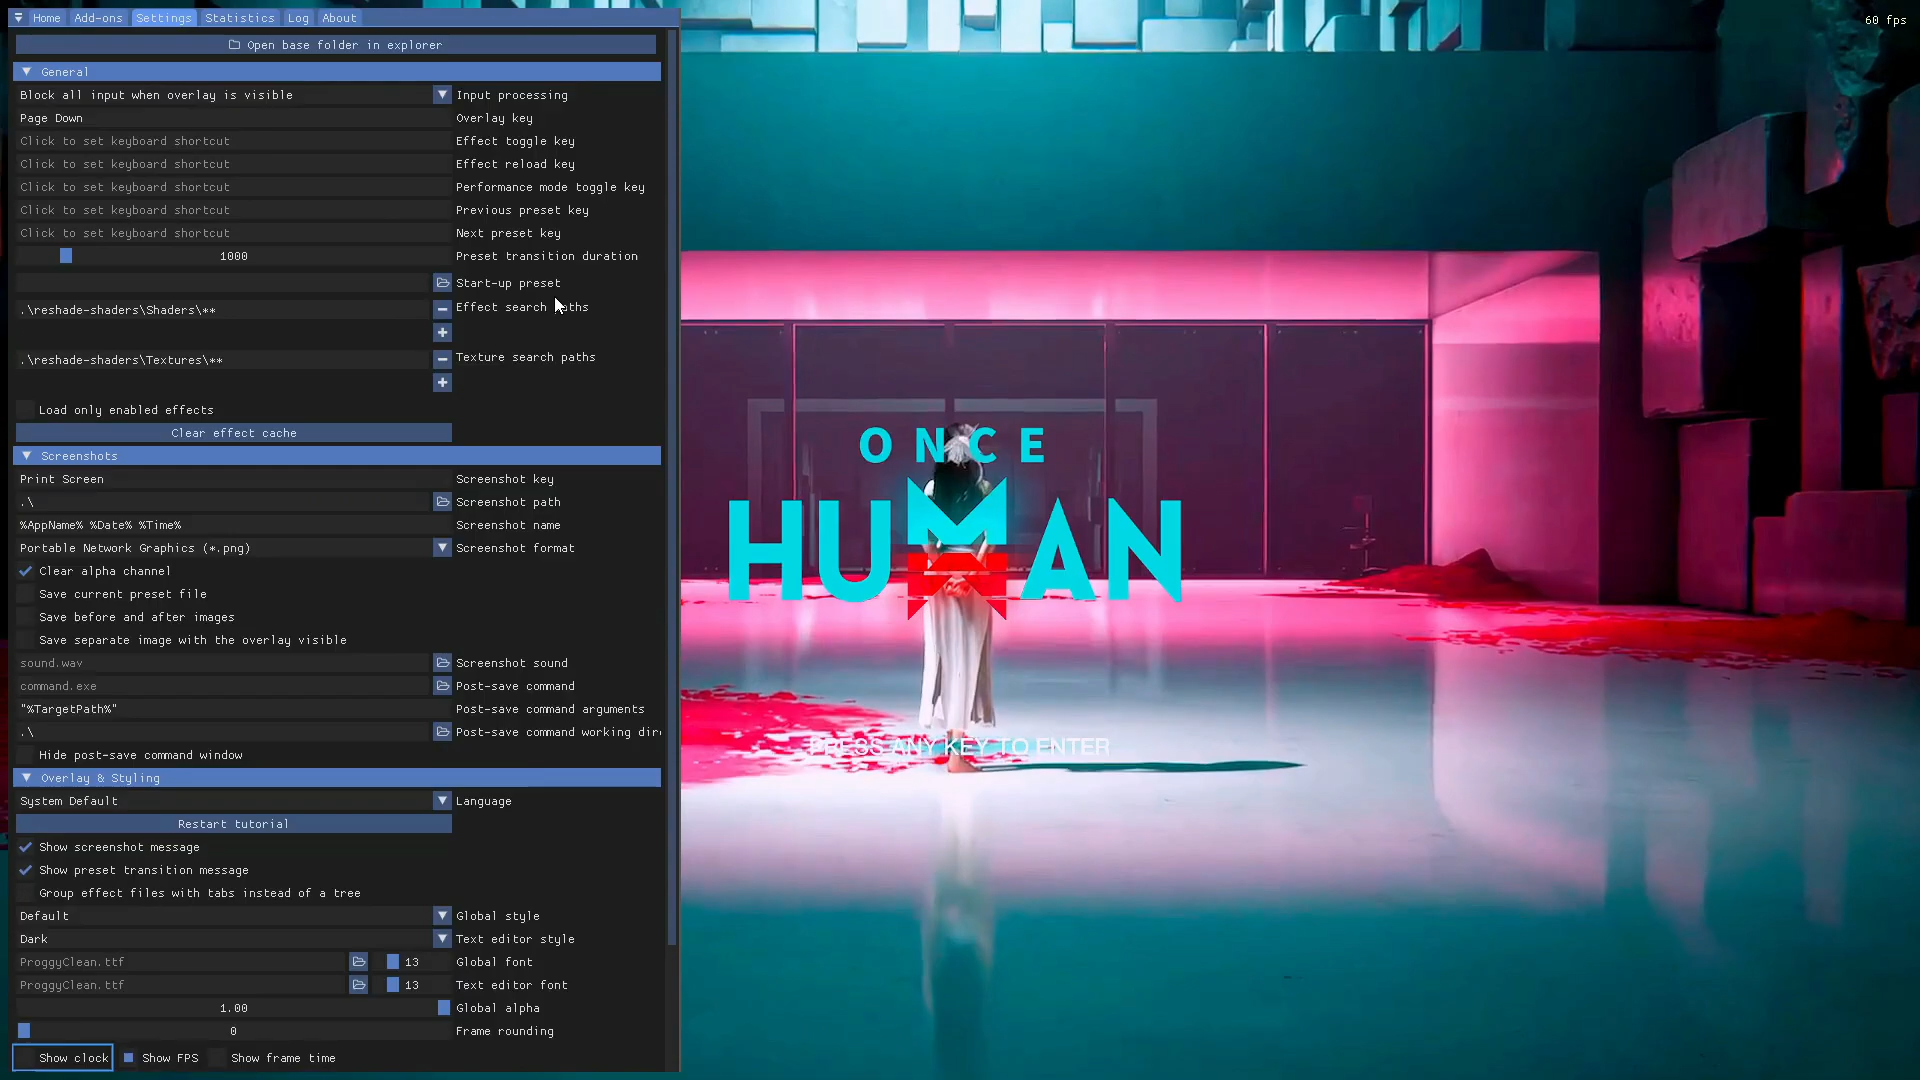 Home Add-ons Settings Statistics Log About
60 fps
Open base folder in explorer
General
Block all input when overlay is visible Input processing
Page Down Overlay key
Click to set keyboard shortcut Effect toggle key
Click to set keyboard shortcut Effect reload key
Click to set keyboard shortcut Performance mode toggle key
Click to set keyboard shortcut Previous preset key
Click to set keyboard shortcut Next preset key
1000 Preset transition duration
Start-up preset
.\reshade-shaders\Shaders\** Effect search paths
.\reshade-shaders\Textures\** Texture search paths
Load only enabled effects
Clear effect cache
Screenshots
Print Screen Screenshot key
.\ Screenshot path
%AppName% %Date% %Time% Screenshot name
Portable Network Graphics (*.png) Screenshot format
Clear alpha channel
Save current preset file
Save before and after images
Save separate image with the overlay visible
sound.wav Screenshot sound
command.exe Post-save command
"%TargetPath%" Post-save command arguments
.\ Post-save command working dir
Hide post-save command window
Overlay & Styling
System Default Language
Restart tutorial
Show screenshot message
Show preset transition message
Group effect files with tabs instead of a tree
Default Global style
Dark Text editor style
ProggyClean.ttf 13 Global font
ProggyClean.ttf 13 Text editor font
1.00 Global alpha
0 Frame rounding
Show clock Show FPS Show frame time
ONCE
HUMAN
PRESS ANY KEY TO ENTER